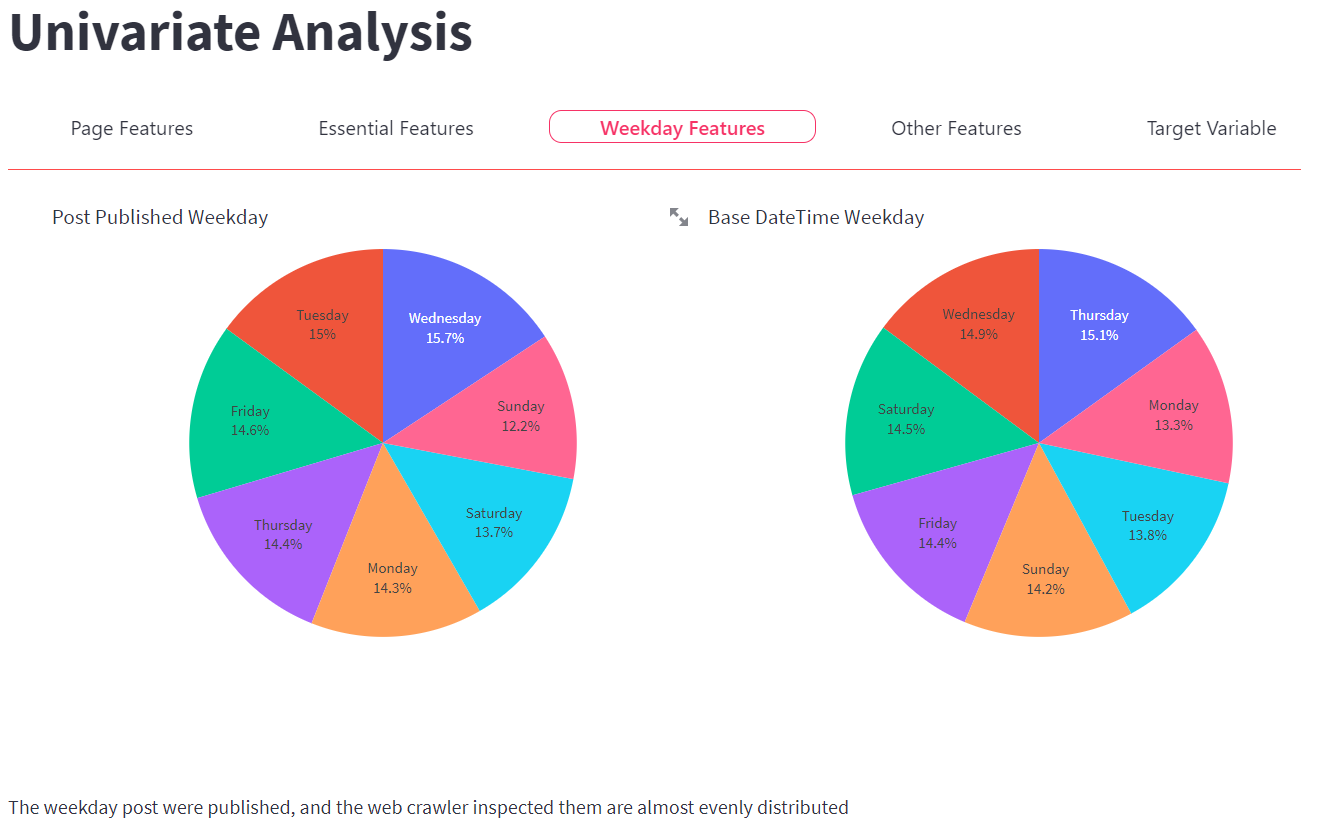 Univariate Analysis
Page Features
Essential Features
Weekday Features
Other Features
Target Variable
Post Published Weekday
Wednesday
15.7%
Sunday
12.2%
Saturday
13.7%
Monday
14.3%
Thursday
14.4%
Friday
14.6%
Tuesday
15%
Base DateTime Weekday
Thursday
15.1%
Monday
13.3%
Tuesday
13.8%
Sunday
14.2%
Friday
14.4%
Saturday
14.5%
Wednesday
14.9%
The weekday post were published, and the web crawler inspected them are almost evenly distributed